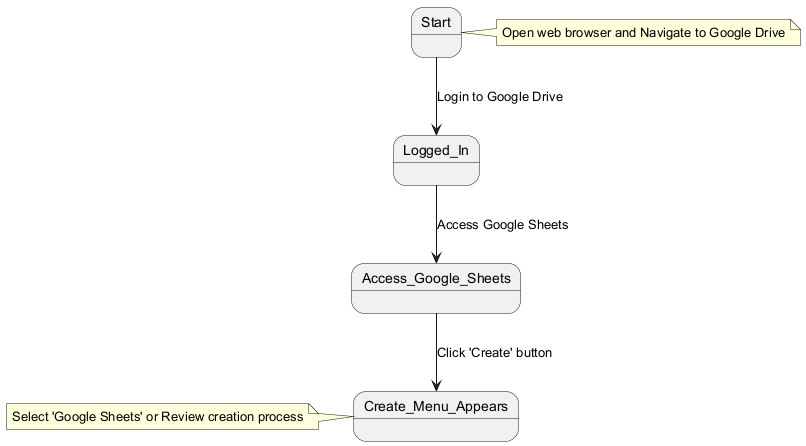 Start
Open web browser and Navigate to Google Drive
Login to Google Drive
Logged_In
Access Google Sheets
Access_Google_Sheets
Click 'Create' button
Create_Menu_Appears
Select 'Google Sheets' or Review creation process